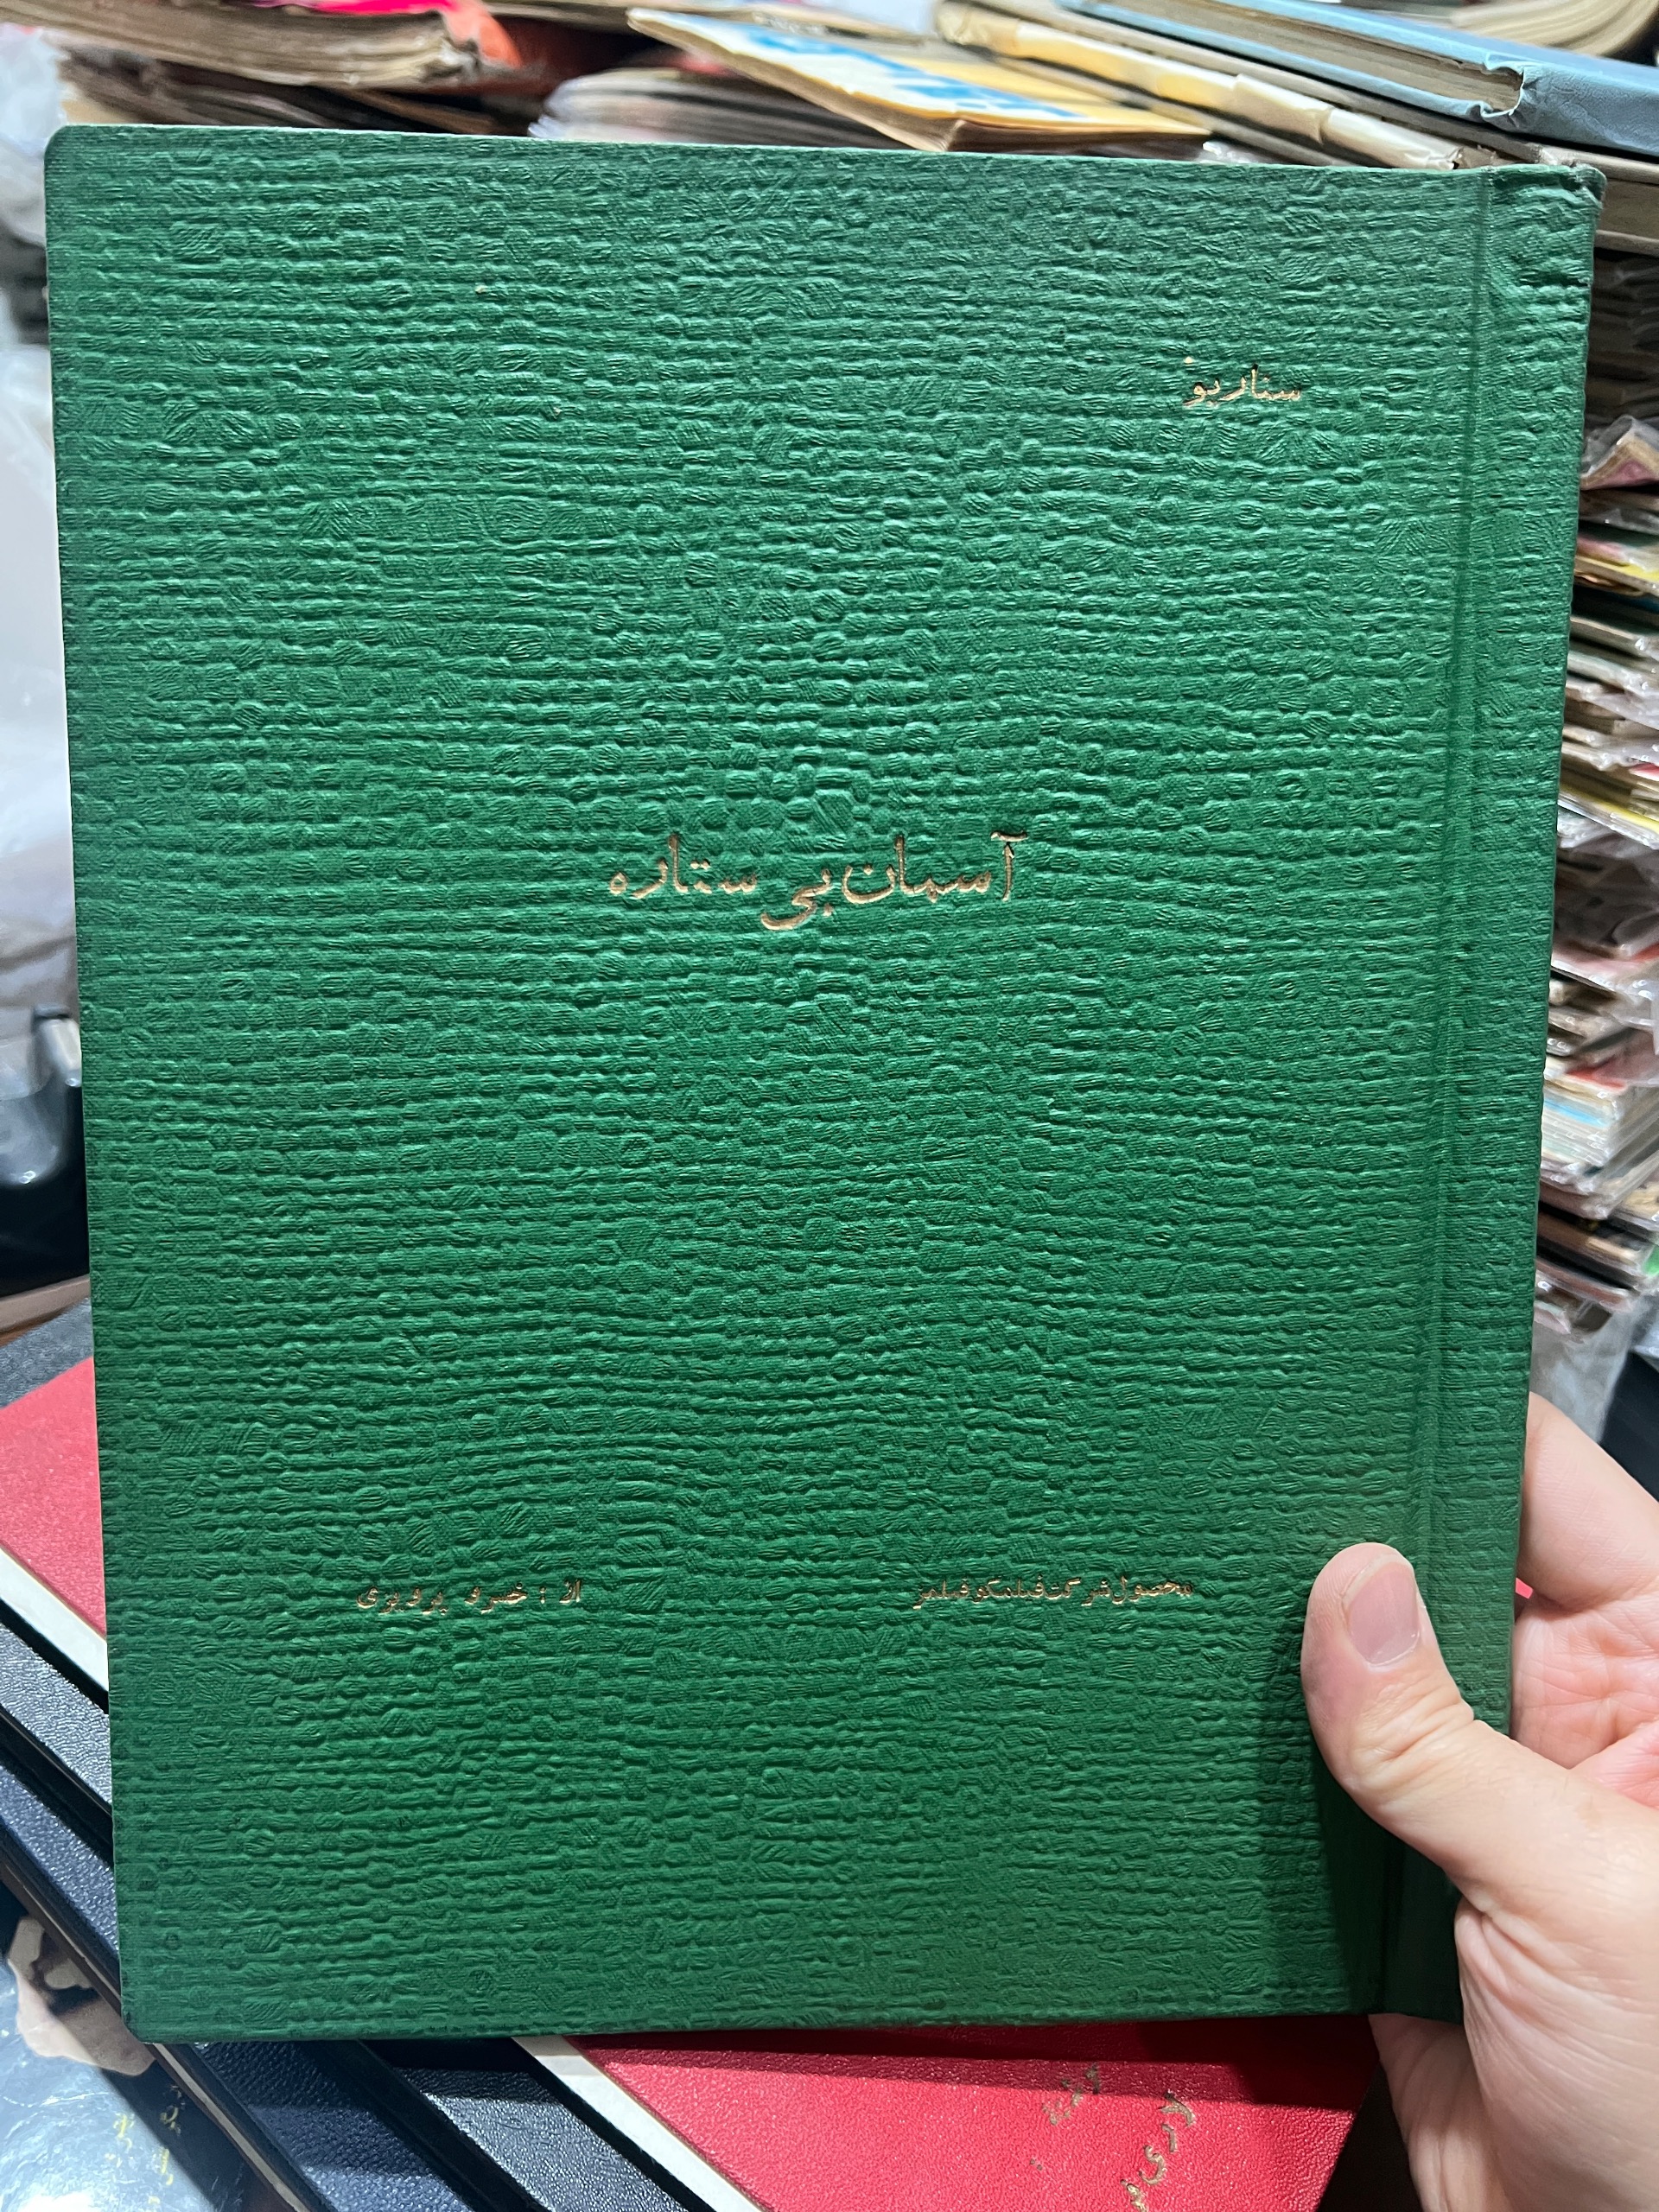 سناریو
آسمان بی ستاره
محصول شرکت فیلمکو فیلمز
از : خسرو پرویزی